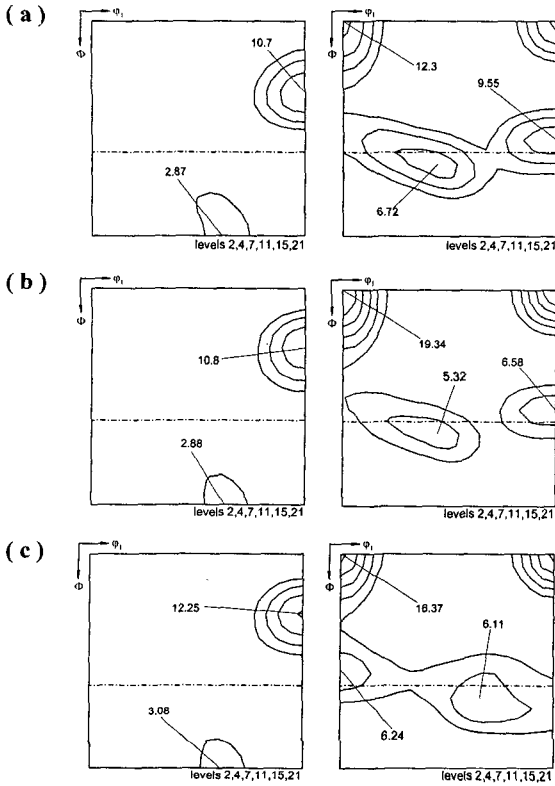 (a)
φ1
Φ
10.7
2.87
levels 2,4,7,11,15,21
φ1
Φ
12.3
9.55
6.72
levels 2,4,7,11,15,21
(b)
φ1
Φ
10.8
2.88
levels 2,4,7,11,15,21
φ1
Φ
19.34
6.58
5.32
levels 2,4,7,11,15,21
(c)
φ1
Φ
12.25
3.08
levels 2,4,7,11,15,21
φ1
Φ
16.37
6.11
6.24
levels 2,4,7,11,15,21